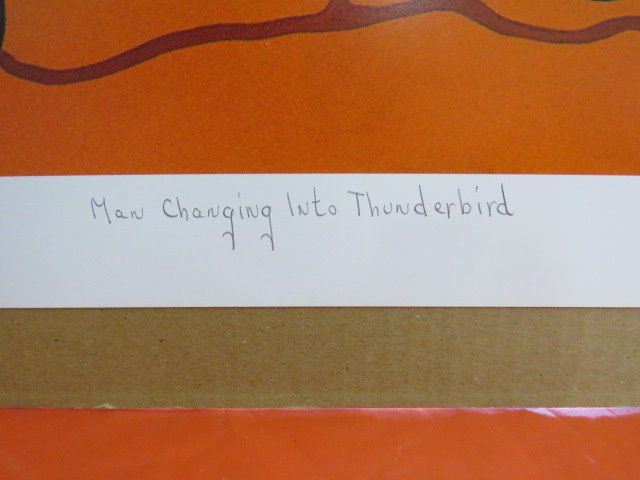 Man Changing Into Thunderbird